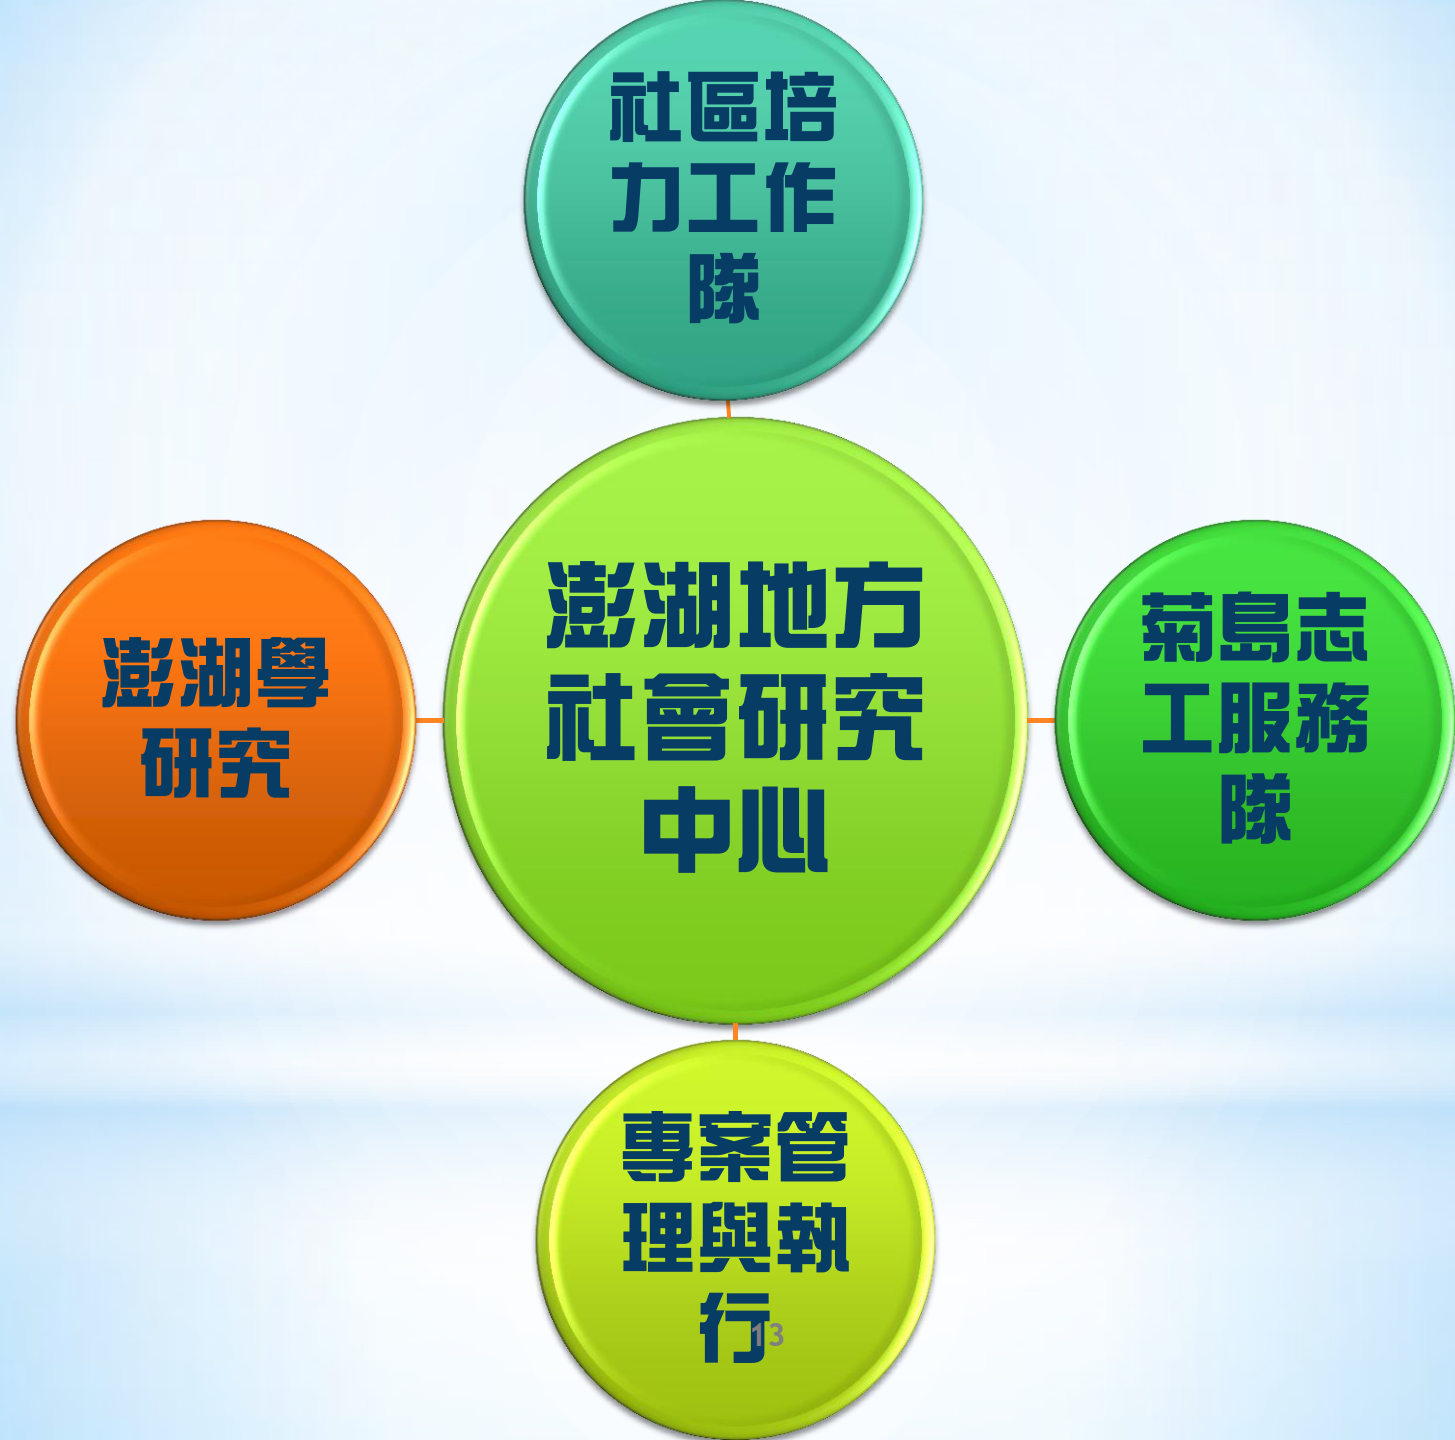 社區培
力工作
隊
澎湖學
研究
澎湖地方
社會研究
中心
菊島志
工服務
隊
專案管
理與執
行
13